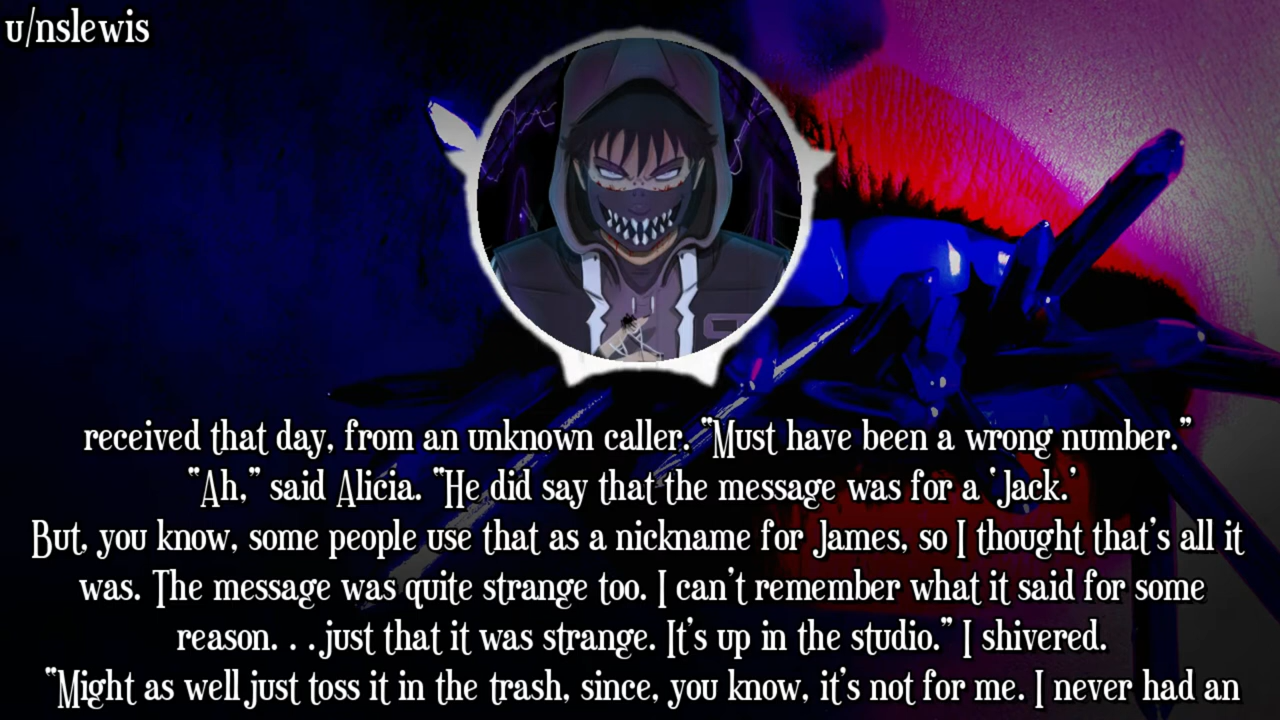 u/nslewis
received that day, from an unknown caller. “Must have been a wrong number.”
“Ah,” said Alicia. “He did say that the message was for a ‘Jack.’
But, you know, some people use that as a nickname for James, so I thought that’s all it
was. The message was quite strange too. I can’t remember what it said for some
reason. . . just that it was strange. It’s up in the studio.” I shivered.
“Might as well just toss it in the trash, since, you know, it’s not for me. I never had an